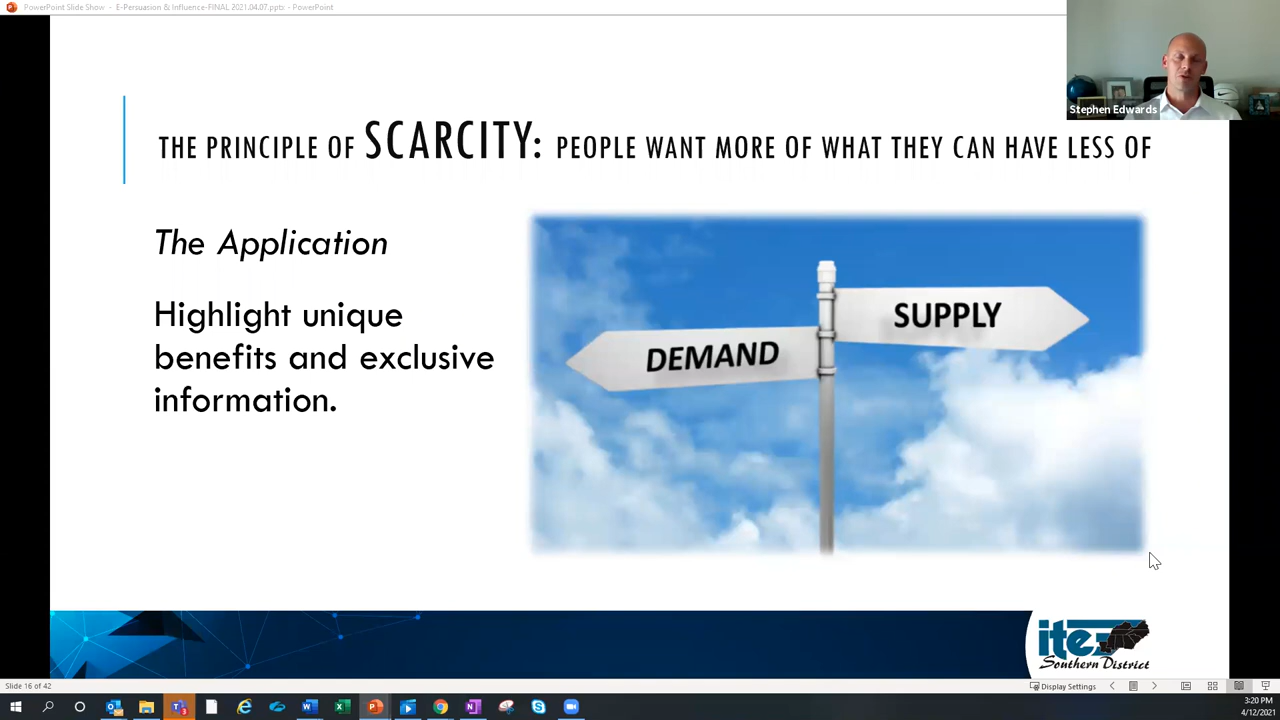 PowerPoint Slide Show - E-Persuasion & Influence-FINAL 2021.04.07.pptx - PowerPoint
Stephen Edwards
THE PRINCIPLE OF SCARCITY: PEOPLE WANT MORE OF WHAT THEY CAN HAVE LESS OF
The Application
Highlight unique
benefits and exclusive
information.
SUPPLY
DEMAND
ite
Southern District
Slide 16 of 42
Display Settings
3:20 PM
4/12/2021